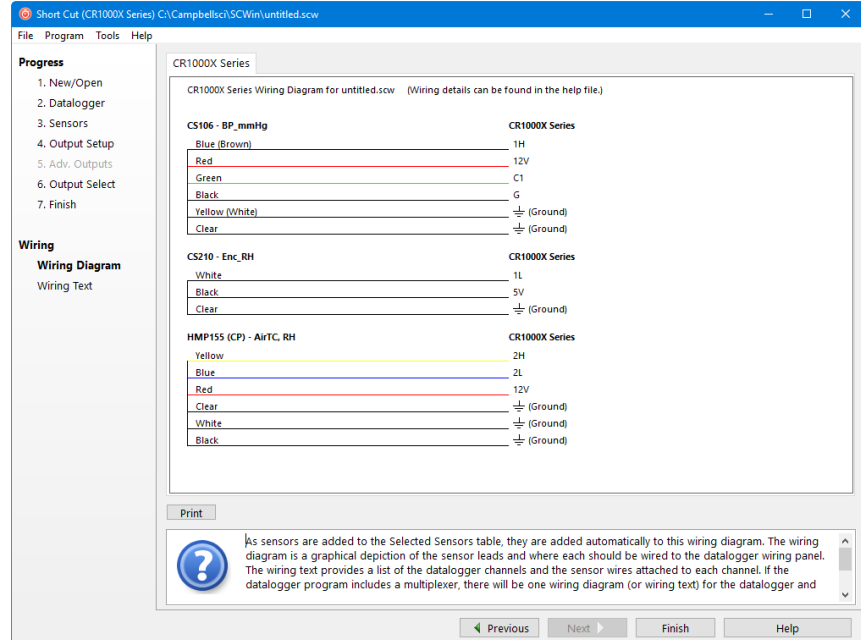 Short Cut (CR1000X Series) C:\Campbellsci\SCWin\untitled.scw
File Program Tools Help
Progress
1. New/Open
2. Datalogger
3. Sensors
4. Output Setup
5. Adv. Outputs
6. Output Select
7. Finish
Wiring
Wiring Diagram
Wiring Text
CR1000X Series
CR1000X Series Wiring Diagram for untitled.scw (Wiring details can be found in the help file.)
CS106 - BP_mmHg CR1000X Series
Blue (Brown) 1H
Red 12V
Green C1
Black G
Yellow (White) (Ground)
Clear (Ground)
CS210 - Enc_RH CR1000X Series
White 1L
Black 5V
Clear (Ground)
HMP155 (CP) - AirTC, RH CR1000X Series
Yellow 2H
Blue 2L
Red 12V
Clear (Ground)
White (Ground)
Black (Ground)
Print
As sensors are added to the Selected Sensors table, they are added automatically to this wiring diagram. The wiring
diagram is a graphical depiction of the sensor leads and where each should be wired to the datalogger wiring panel.
The wiring text provides a list of the datalogger channels and the sensor wires attached to each channel. If the
datalogger program includes a multiplexer, there will be one wiring diagram (or wiring text) for the datalogger and
Previous Next Finish Help